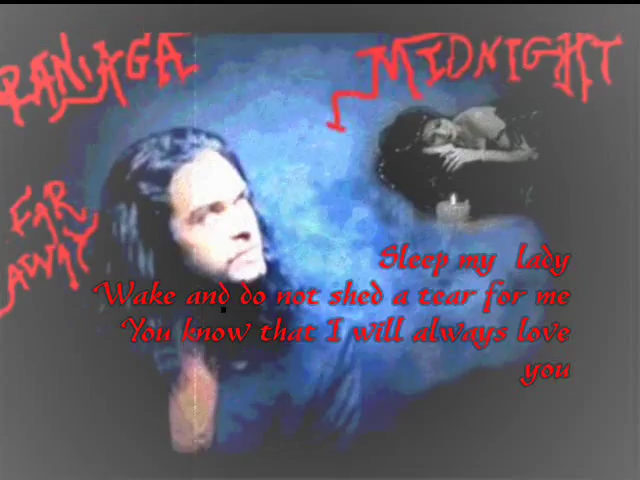 PANIAGA
MIDNIGHT
FAR
AWAY
Sleep my lady
Wake and do not shed a tear for me
You know that I will always love
you